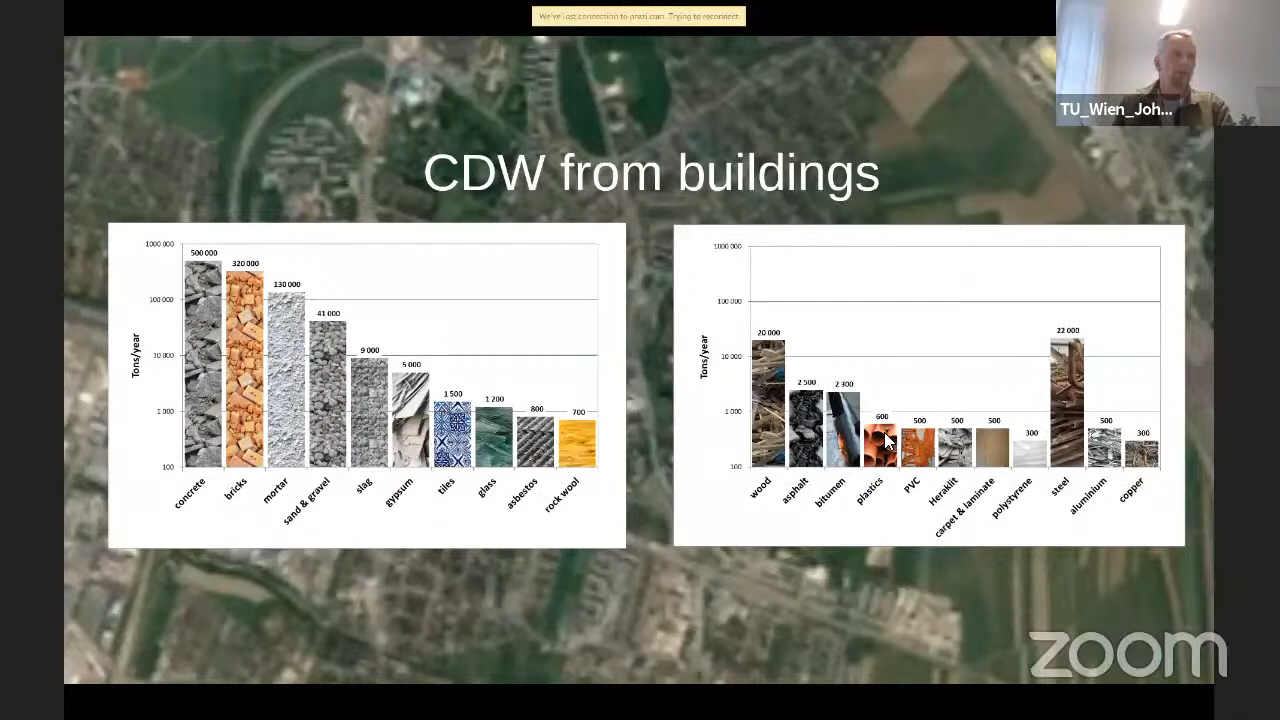 We've lost connection to prezi.com. Trying to reconnect.
TU_Wien_Joh...
CDW from buildings
1000 000
100 000
10 000
1 000
100
Tons/year
500 000
320 000
130 000
41 000
9 000
5 000
1 500
1 200
800
700
concrete
bricks
mortar
sand & gravel
slag
gypsum
tiles
glass
asbestos
rock wool
1000 000
100 000
10 000
1 000
100
Tons/year
20 000
2 500
2 300
600
500
500
500
300
22 000
500
300
wood
asphalt
bitumen
plastics
PVC
Heraklit
carpet & laminate
polystyrene
steel
aluminium
copper
zoom